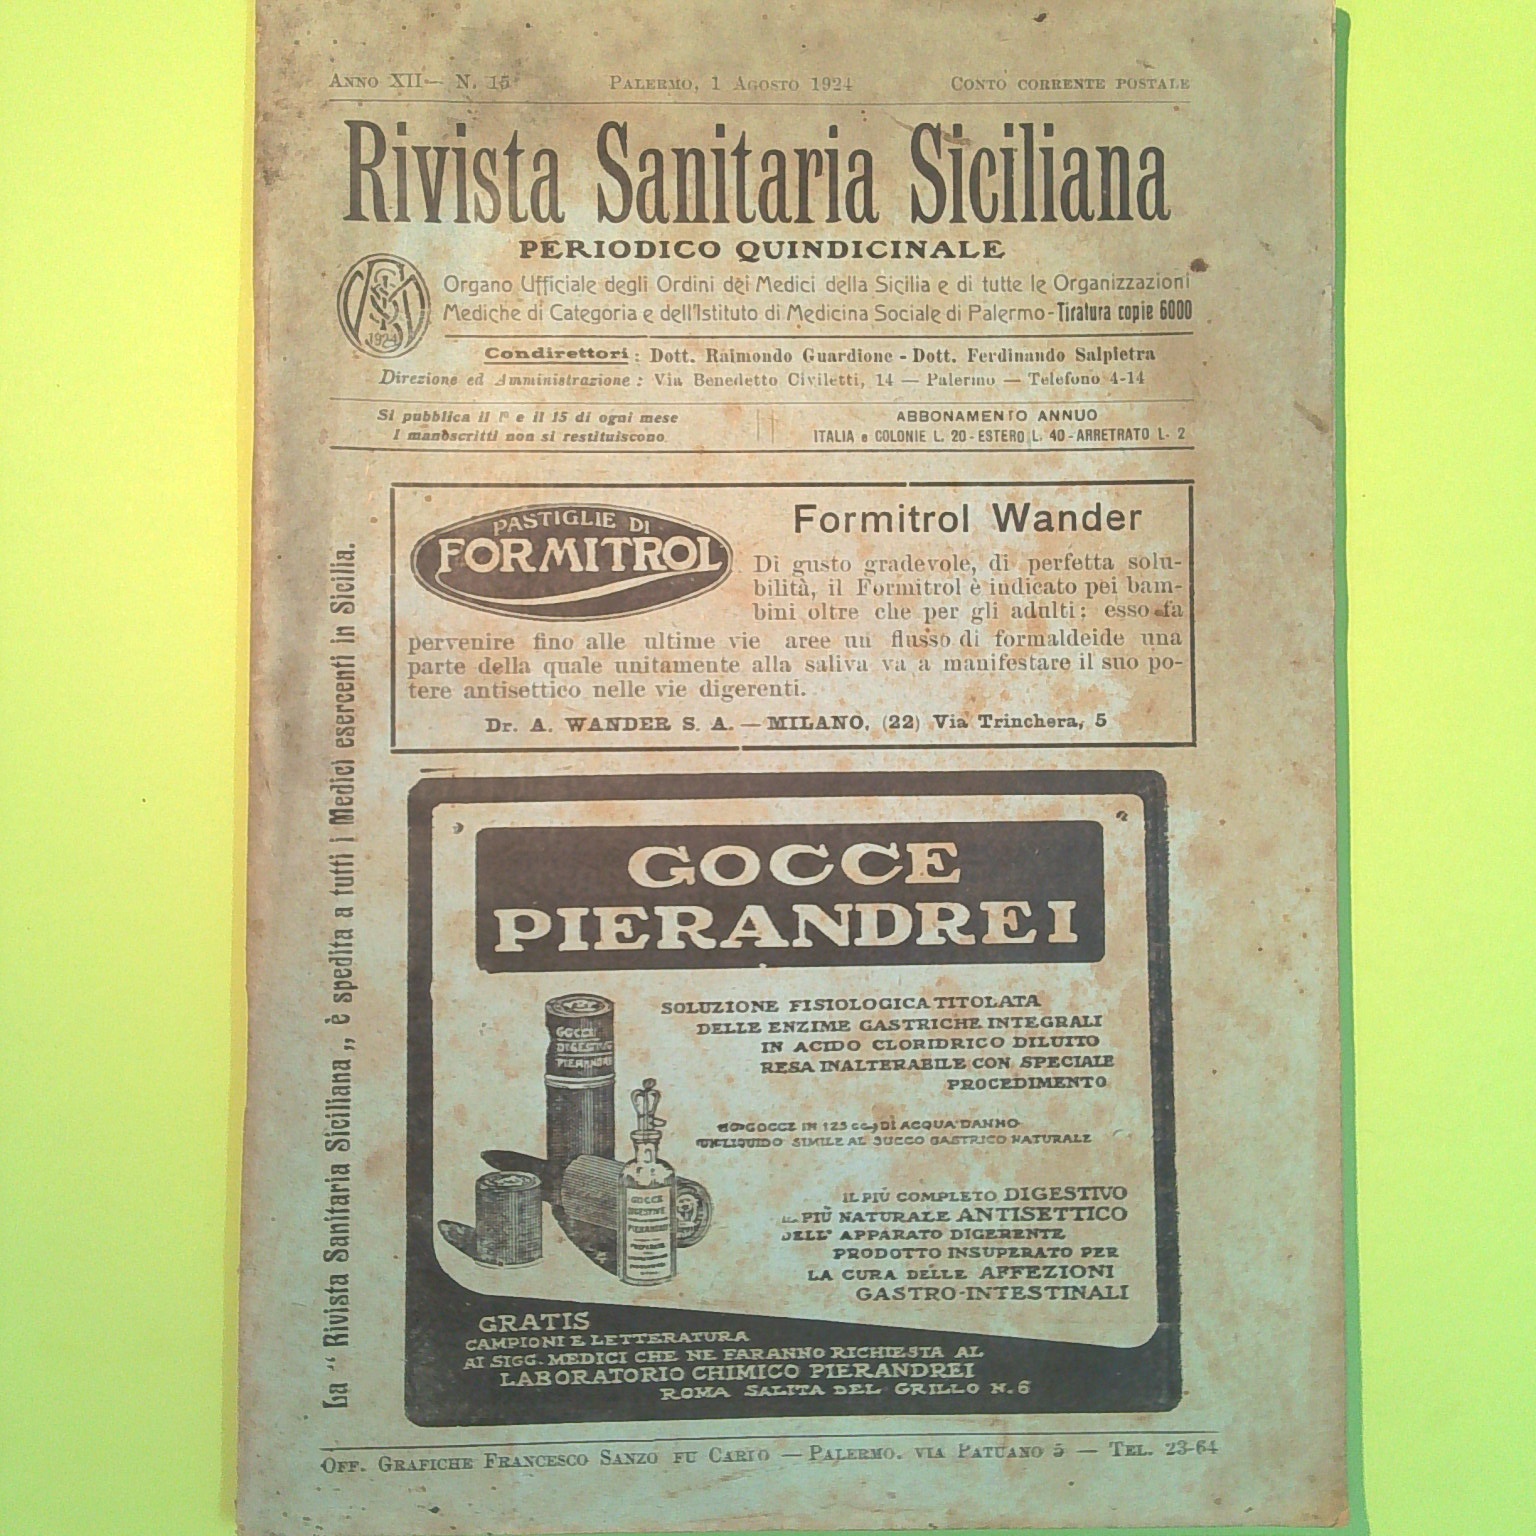 Anno XII — N. 15 Palermo, 1 Agosto 1924 Conto corrente postale
Rivista Sanitaria Siciliana
PERIODICO QUINDICINALE
Organo Ufficiale degli Ordini dei Medici della Sicilia e di tutte le Organizzazioni
Mediche di Categoria e dell'Istituto di Medicina Sociale di Palermo - Tiratura copie 6000
1924
Condirettori : Dott. Raimondo Guardione - Dott. Ferdinando Salpietra
Direzione ed Amministrazione : Via Benedetto Civiletti, 14 — Palermo — Telefono 4-14
Si pubblica il 1º e il 15 di ogni mese
I manoscritti non si restituiscono
ABBONAMENTO ANNUO
ITALIA e COLONIE L. 20 - ESTERO L. 40 - ARRETRATO L. 2
La “ Rivista Sanitaria Siciliana „ è spedita a tutti i Medici esercenti in Sicilia.
PASTIGLIE DI
FORMITROL
Formitrol Wander
Di gusto gradevole, di perfetta solu-
bilità, il Formitrol è indicato pei bam-
bini oltre che per gli adulti: esso fa
pervenire fino alle ultime vie aree un flusso di formaldeide una
parte della quale unitamente alla saliva va a manifestare il suo po-
tere antisettico nelle vie digerenti.
Dr. A. WANDER S. A. — MILANO, (22) Via Trinchera, 5
GOCCE
PIERANDREI
SOLUZIONE FISIOLOGICA TITOLATA
DELLE ENZIME GASTRICHE INTEGRALI
IN ACIDO CLORIDRICO DILUITO
RESA INALTERABILE CON SPECIALE
PROCEDIMENTO
GOCCE IN 125 cc. DI ACQUA DANNO
UN LIQUIDO SIMILE AL SUCCO GASTRICO NATURALE
GOCCE
DIGESTIVE
PIERANDREI
GOCCE
DIGESTIVE
PIERANDREI
IL PIÙ COMPLETO DIGESTIVO
IL PIÙ NATURALE ANTISETTICO
DELL' APPARATO DIGERENTE
PRODOTTO INSUPERATO PER
LA CURA DELLE AFFEZIONI
GASTRO-INTESTINALI
GRATIS
CAMPIONI E LETTERATURA
AI SIGG. MEDICI CHE NE FARANNO RICHIESTA AL
LABORATORIO CHIMICO PIERANDREI
ROMA SALITA DEL GRILLO N. 6
Off. Grafiche Francesco Sanzo fu Carlo — Palermo. via Patuano 5 — Tel. 23-64